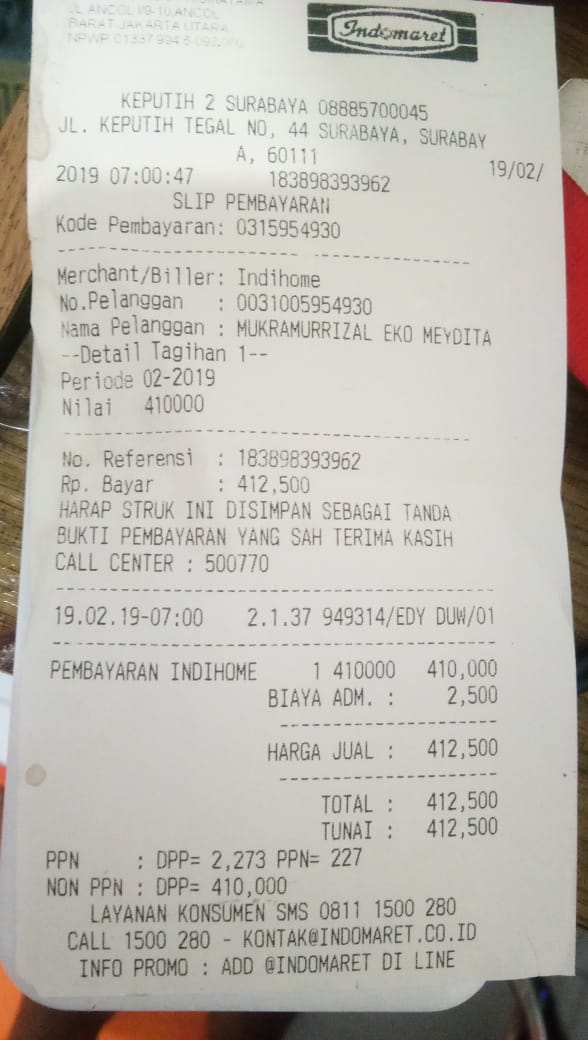 JL ANCOL I/9-10,ANCOL
BARAT JAKARTA UTARA
NPWP 01337 994 6-092,000
Indomaret
KEPUTIH 2 SURABAYA 08885700045
JL. KEPUTIH TEGAL NO, 44 SURABAYA, SURABAY
A, 60111
19/02/
2019 07:00:47 183898393962
SLIP PEMBAYARAN
Kode Pembayaran: 0315954930
Merchant/Biller: Indihome
No.Pelanggan : 0031005954930
Nama Pelanggan : MUKRAMURRIZAL EKO MEYDITA
--Detail Tagihan 1--
Periode 02-2019
Nilai 410000
No. Referensi : 183898393962
Rp. Bayar : 412,500
HARAP STRUK INI DISIMPAN SEBAGAI TANDA
BUKTI PEMBAYARAN YANG SAH TERIMA KASIH
CALL CENTER : 500770
19.02.19-07:00 2.1.37 949314/EDY DUW/01
PEMBAYARAN INDIHOME 1 410000 410,000
BIAYA ADM. : 2,500
HARGA JUAL : 412,500
TOTAL : 412,500
TUNAI : 412,500
PPN : DPP= 2,273 PPN= 227
NON PPN : DPP= 410,000
LAYANAN KONSUMEN SMS 0811 1500 280
CALL 1500 280 - KONTAK@INDOMARET.CO.ID
INFO PROMO : ADD @INDOMARET DI LINE